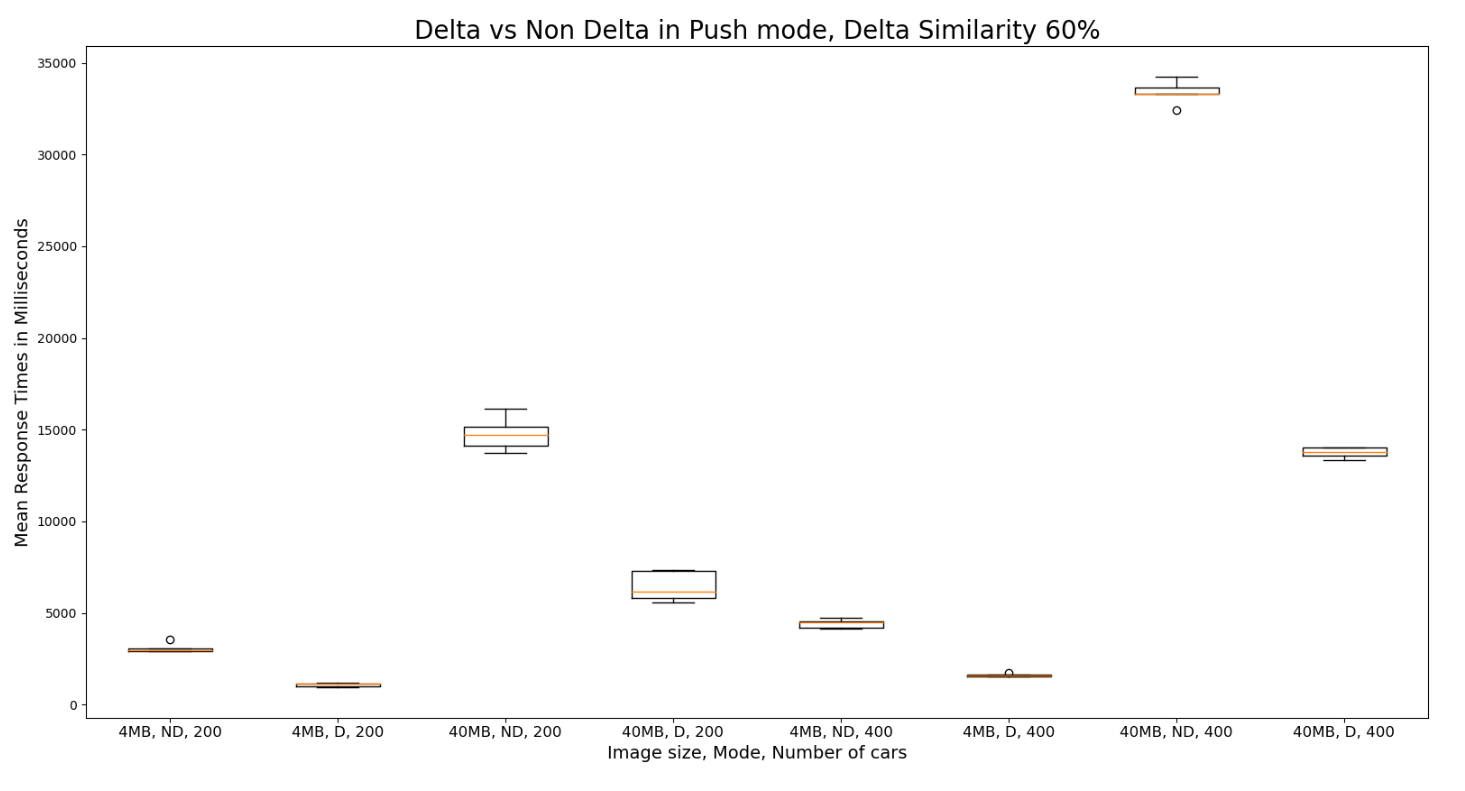 Delta vs Non Delta in Push mode, Delta Similarity 60%
Mean Response Times in Milliseconds
35000
30000
25000
20000
15000
10000
5000
0
4MB, ND, 200
4MB, D, 200
40MB, ND, 200
40MB, D, 200
4MB, ND, 400
4MB, D, 400
40MB, ND, 400
40MB, D, 400
Image size, Mode, Number of cars